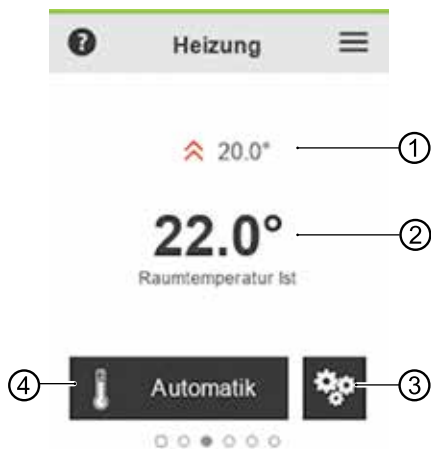 ?
Heizung
20.0°
①
22.0°
②
Raumtemperatur Ist
④
Automatik
③